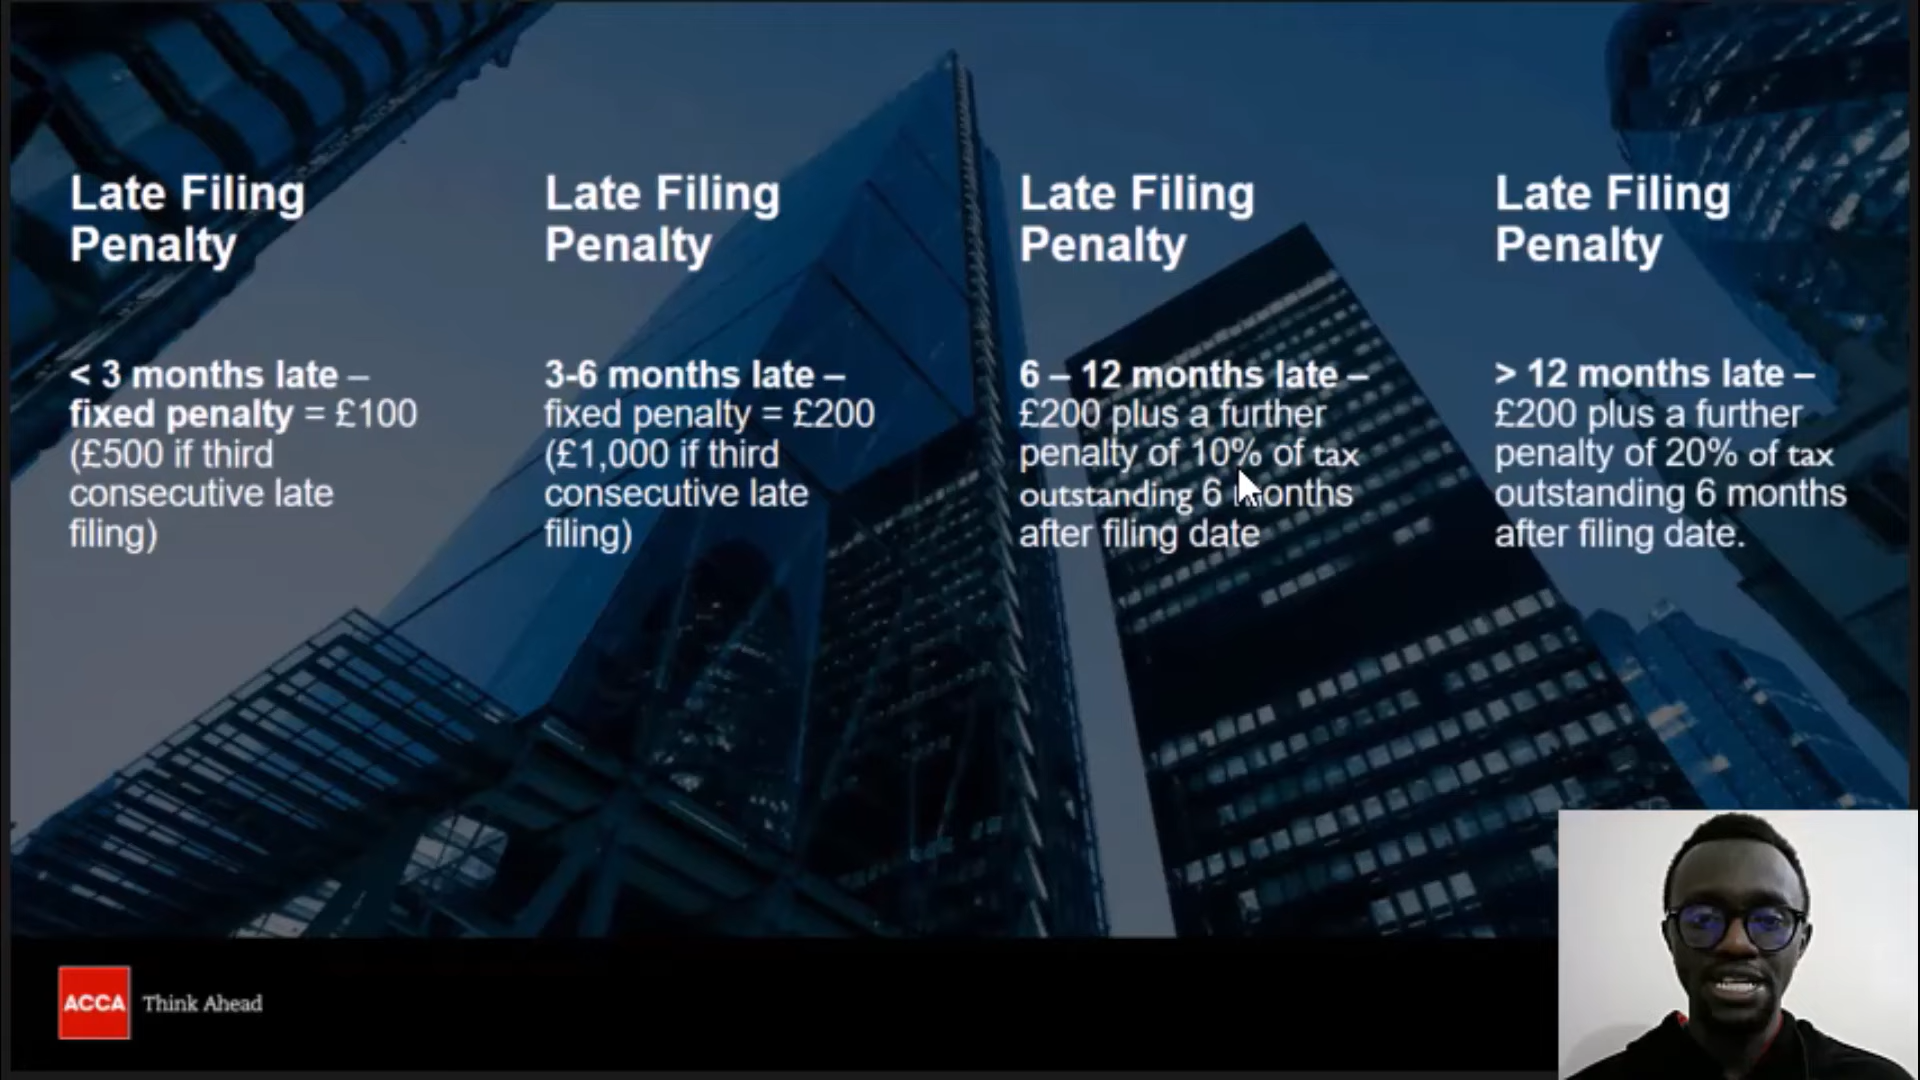 Late Filing
Penalty
< 3 months late –
fixed penalty = £100
(£500 if third
consecutive late
filing)
Late Filing
Penalty
3-6 months late –
fixed penalty = £200
(£1,000 if third
consecutive late
filing)
Late Filing
Penalty
6 – 12 months late –
£200 plus a further
penalty of 10% of tax
outstanding 6 months
after filing date
Late Filing
Penalty
> 12 months late –
£200 plus a further
penalty of 20% of tax
outstanding 6 months
after filing date.
ACCA Think Ahead